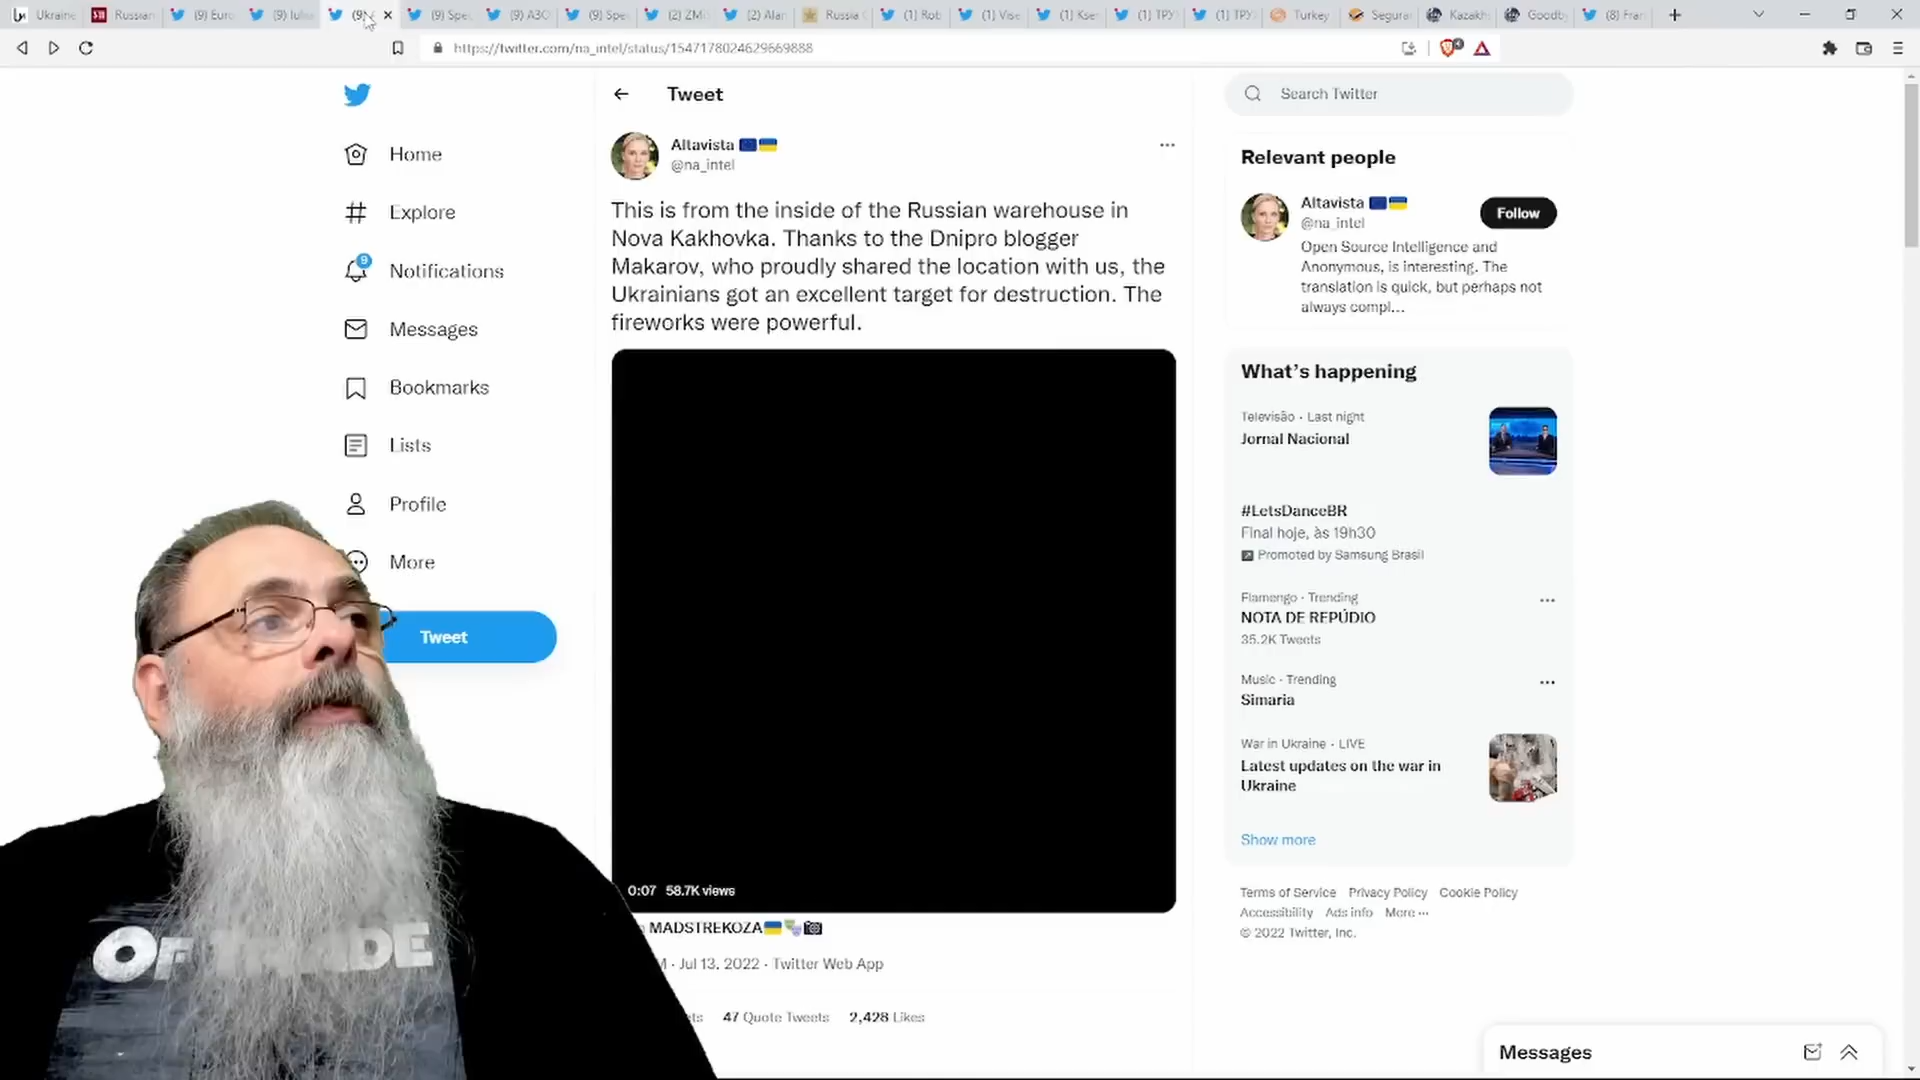 Ukraine
Russian
(9) Euro
(9) Iulia
(9)
(9) Spe
(9) АЗО
(9) Spe
(2) ZMi
(2) Alar
Russia
(1) Rob
(1) Vise
(1) Kse
(1) ТРУ
(1) ТРУ
Turkey
Segura
Kazakh
Goodb
(8) Fran
https://twitter.com/na_intel/status/1547178024629669888
Home
Explore
9
Notifications
Messages
Bookmarks
Lists
Profile
More
Tweet
Tweet
Altavista
@na_intel
This is from the inside of the Russian warehouse in
Nova Kakhovka. Thanks to the Dnipro blogger
Makarov, who proudly shared the location with us, the
Ukrainians got an excellent target for destruction. The
fireworks were powerful.
0:07 58.7K views
MADSTREKOZA
M · Jul 13, 2022 · Twitter Web App
47 Quote Tweets 2,428 Likes
Search Twitter
Relevant people
Altavista
@na_intel
Follow
Open Source Intelligence and
Anonymous, is interesting. The
translation is quick, but perhaps not
always compl...
What's happening
Televisão · Last night
Jornal Nacional
#LetsDanceBR
Final hoje, às 19h30
Promoted by Samsung Brasil
Flamengo · Trending
NOTA DE REPÚDIO
35.2K Tweets
Music · Trending
Simaria
War in Ukraine · LIVE
Latest updates on the war in
Ukraine
Show more
Terms of Service Privacy Policy Cookie Policy
Accessibility Ads info More ···
© 2022 Twitter, Inc.
Messages
OF TRADE